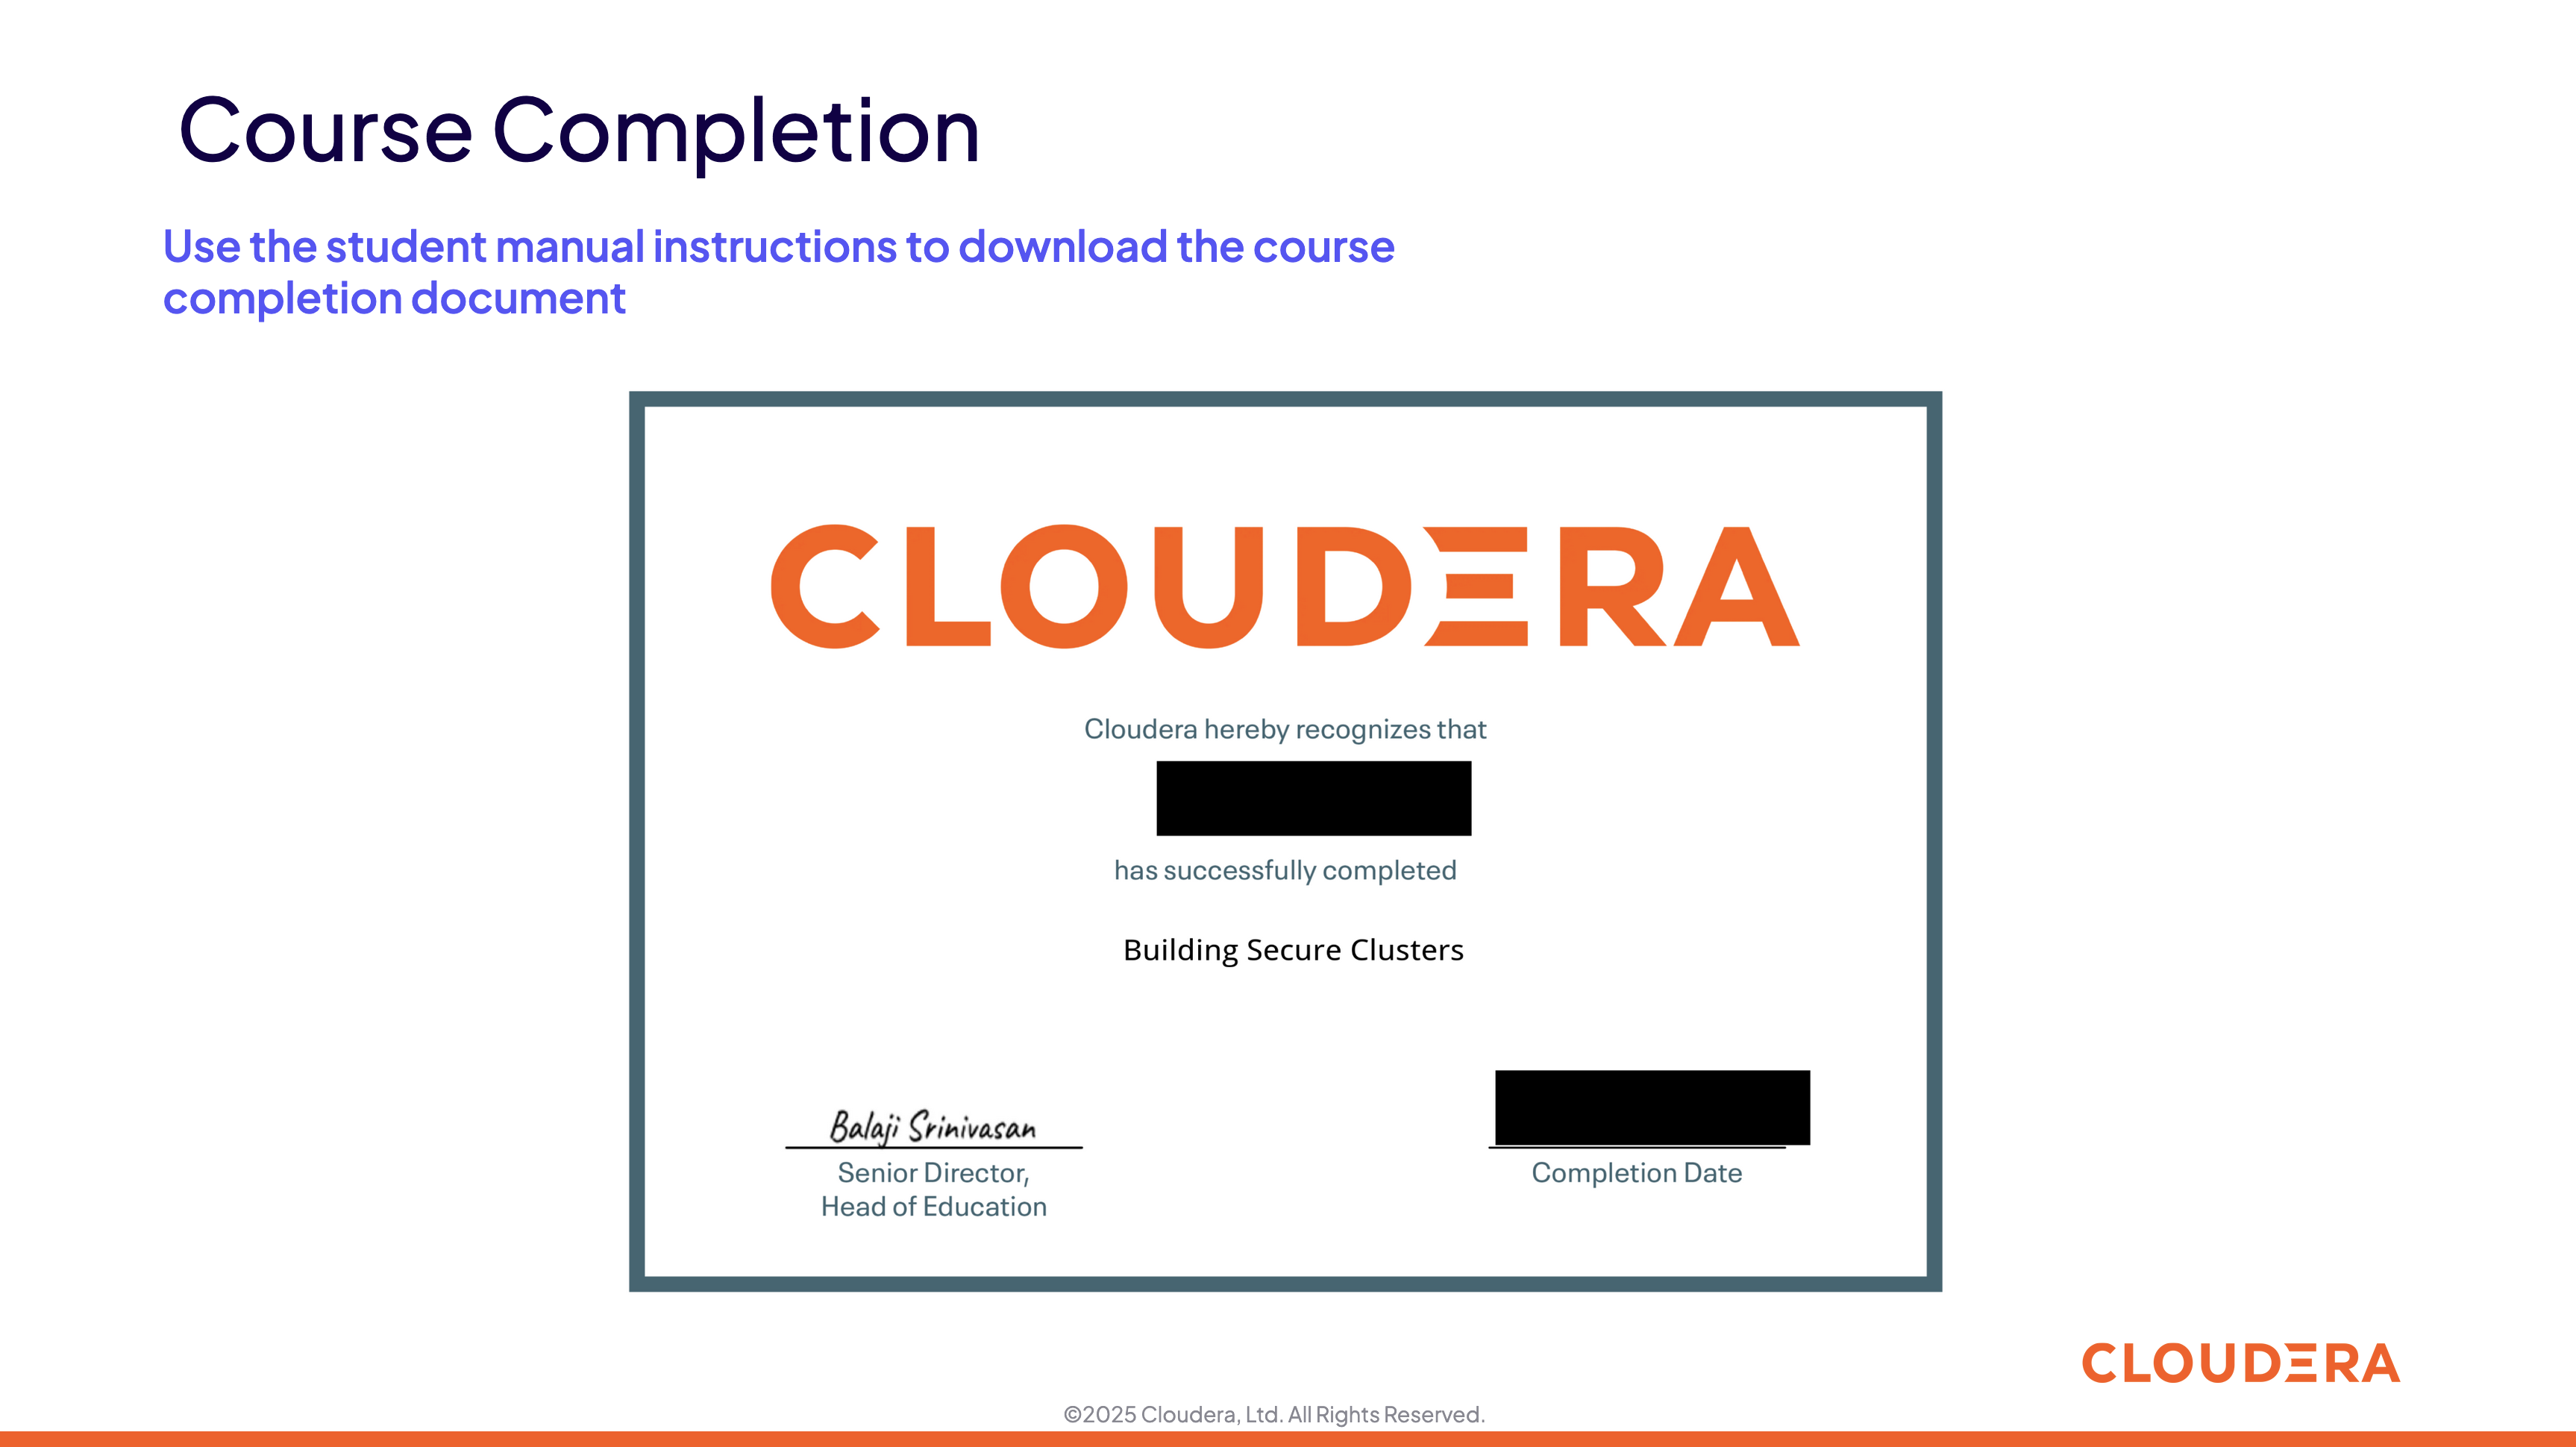 Course Completion
Use the student manual instructions to download the course
completion document
CLOUDERA
Cloudera hereby recognizes that
has successfully completed
Building Secure Clusters
Balaji Srinivasan
Senior Director,
Head of Education
Completion Date
CLOUDERA
©2025 Cloudera, Ltd. All Rights Reserved.